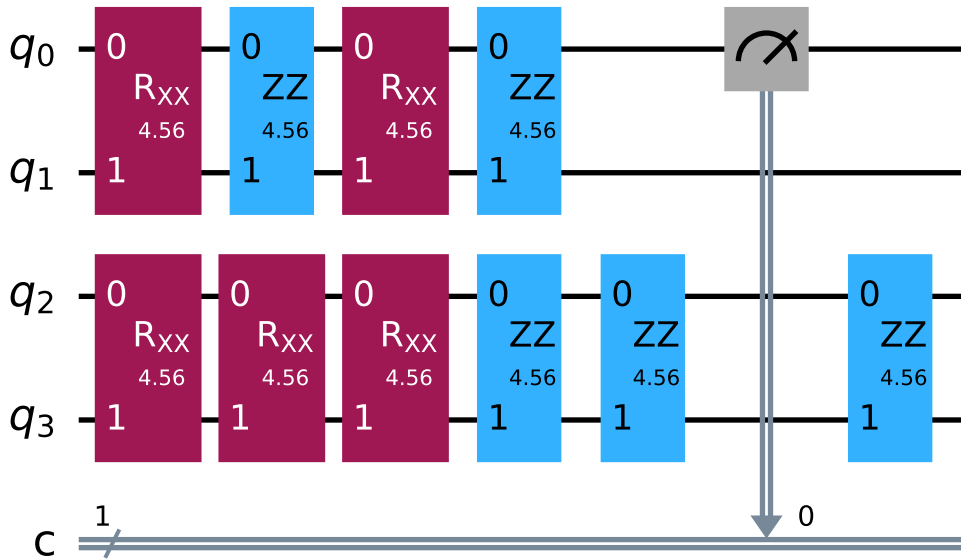 q0 0 0 0 0
RXX ZZ RXX ZZ
4.56 4.56 4.56 4.56
q1 1 1 1 1
q2 0 0 0 0 0 0
RXX RXX RXX ZZ ZZ ZZ
4.56 4.56 4.56 4.56 4.56 4.56
q3 1 1 1 1 1 1
1 0
c